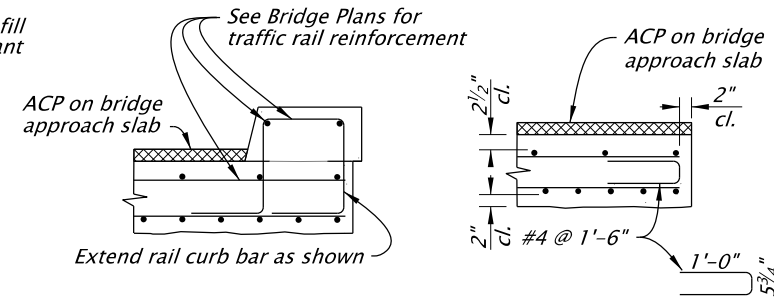 fill
ant
See Bridge Plans for
traffic rail reinforcement
ACP on bridge
approach slab
Extend rail curb bar as shown
ACP on bridge
approach slab
2½"
cl.
2"
cl.
2"
cl.
#4 @ 1'-6"
1'-0"
5¾"